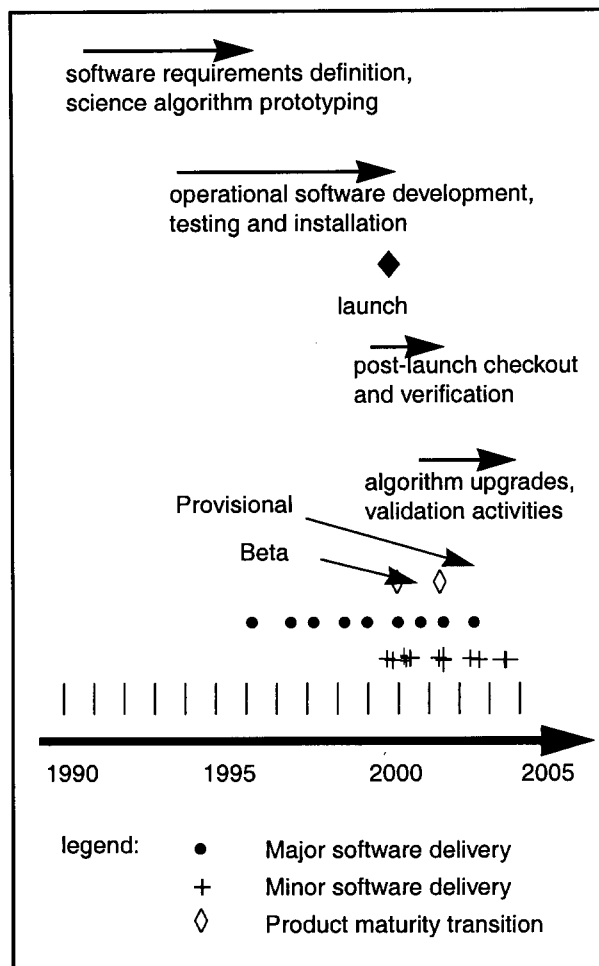 software requirements definition,
science algorithm prototyping
operational software development,
testing and installation
launch
post-launch checkout
and verification
algorithm upgrades,
validation activities
Provisional
Beta
1990 1995 2000 2005
legend:
Major software delivery
Minor software delivery
Product maturity transition